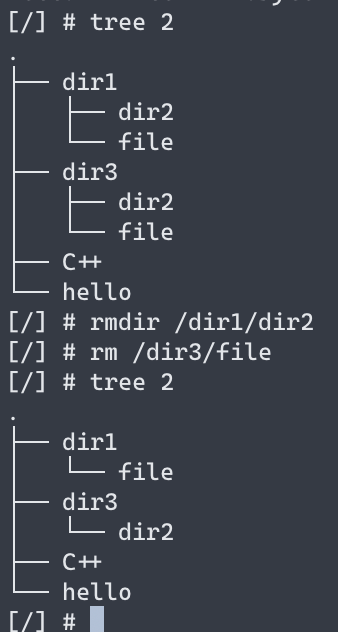 [/] # tree 2
.
├── dir1
│   ├── dir2
│   └── file
├── dir3
│   ├── dir2
│   └── file
├── C++
└── hello
[/] # rmdir /dir1/dir2
[/] # rm /dir3/file
[/] # tree 2
.
├── dir1
│   └── file
├── dir3
│   └── dir2
├── C++
└── hello
[/] #